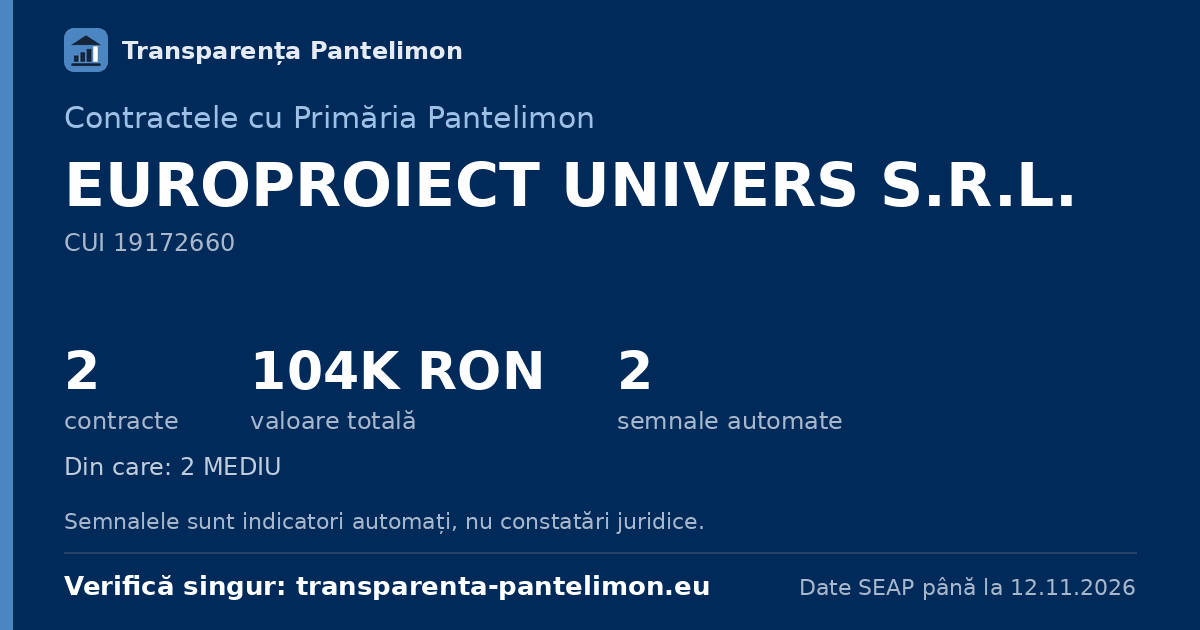 Transparența Pantelimon
Contractele cu Primăria Pantelimon
EUROPROIECT UNIVERS S.R.L.
CUI 19172660
2 104K RON 2
contracte valoare totală semnale automate
Din care: 2 MEDIU
Semnalele sunt indicatori automați, nu constatări juridice.
Verifică singur: transparenta-pantelimon.eu Date SEAP până la 12.11.2026